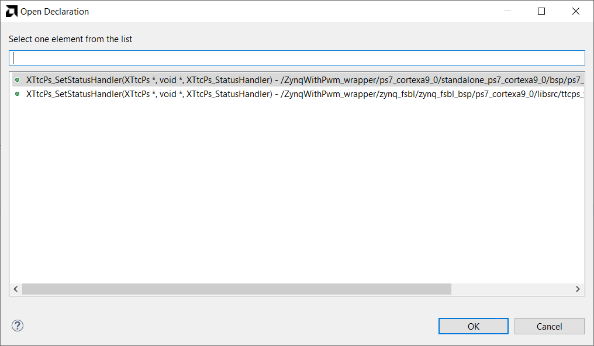 Open Declaration
Select one element from the list
XTtcPs_SetStatusHandler(XTtcPs *, void *, XTtcPs_StatusHandler) - /ZynqWithPwm_wrapper/ps7_cortexa9_0/standalone_ps7_cortexa9_0/bsp/ps7_
XTtcPs_SetStatusHandler(XTtcPs *, void *, XTtcPs_StatusHandler) - /ZynqWithPwm_wrapper/zynq_fsbl/zynq_fsbl_bsp/ps7_cortexa9_0/libsrc/ttcps_
?
OK Cancel